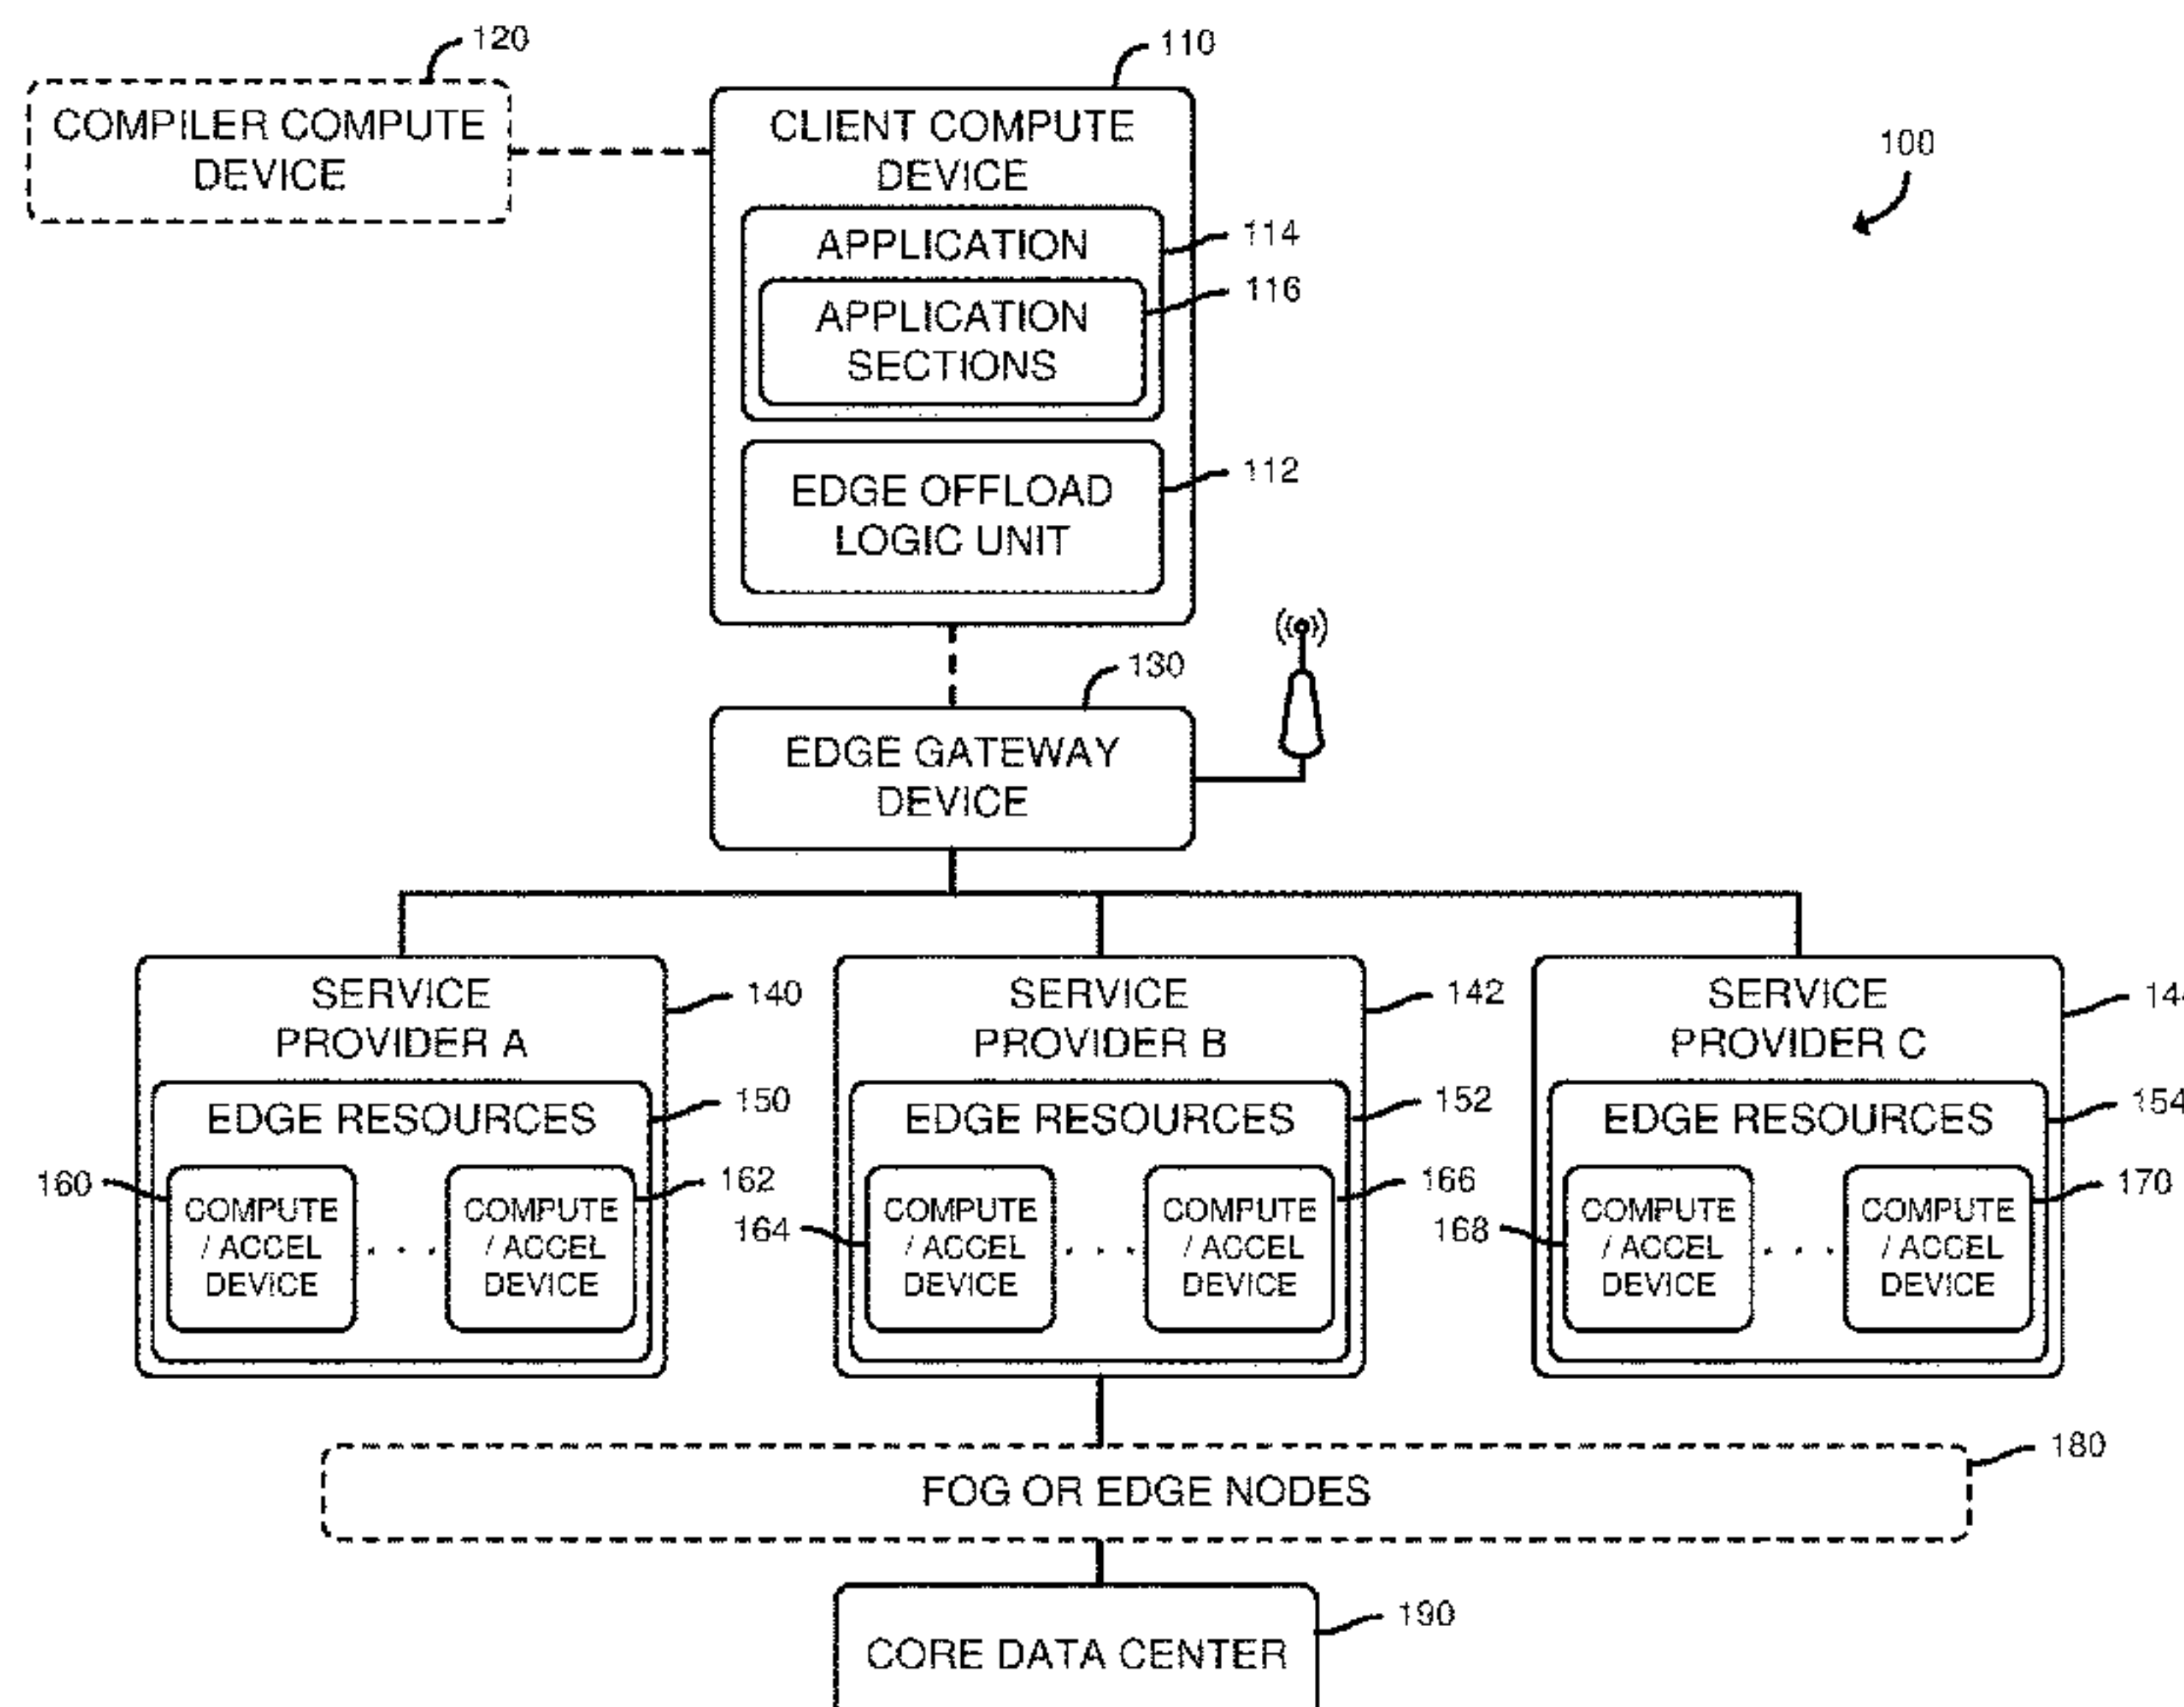 120
110
COMPILER COMPUTE
DEVICE
CLIENT COMPUTE
DEVICE
100
APPLICATION
114
APPLICATION
SECTIONS
116
EDGE OFFLOAD
LOGIC UNIT
112
130
EDGE GATEWAY
DEVICE
SERVICE
PROVIDER A
140
SERVICE
PROVIDER B
142
SERVICE
PROVIDER C
EDGE RESOURCES
150
EDGE RESOURCES
152
EDGE RESOURCES
154
160
COMPUTE
/ ACCEL
DEVICE
. . .
COMPUTE
/ ACCEL
DEVICE
162
164
COMPUTE
/ ACCEL
DEVICE
. . .
COMPUTE
/ ACCEL
DEVICE
166
168
COMPUTE
/ ACCEL
DEVICE
. . .
COMPUTE
/ ACCEL
DEVICE
170
FOG OR EDGE NODES
180
CORE DATA CENTER
190